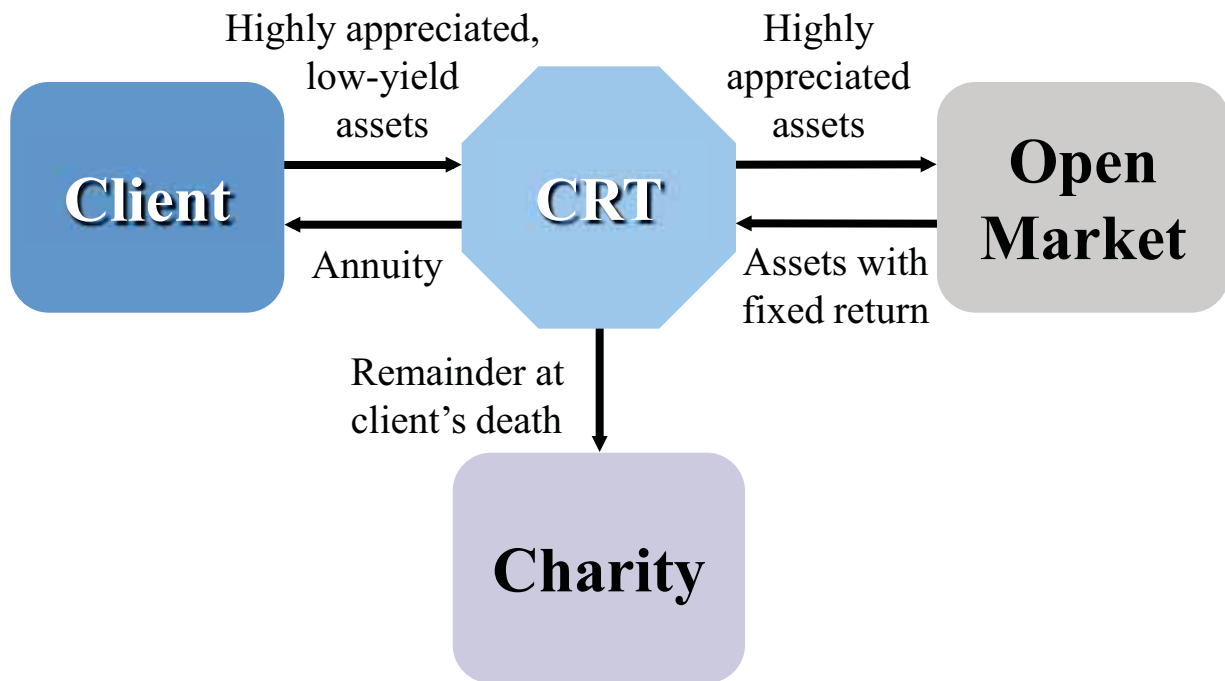 Highly appreciated,
low-yield
assets
Highly
appreciated
assets
Client
CRT
Open
Market
Annuity
Assets with
fixed return
Remainder at
client’s death
Charity